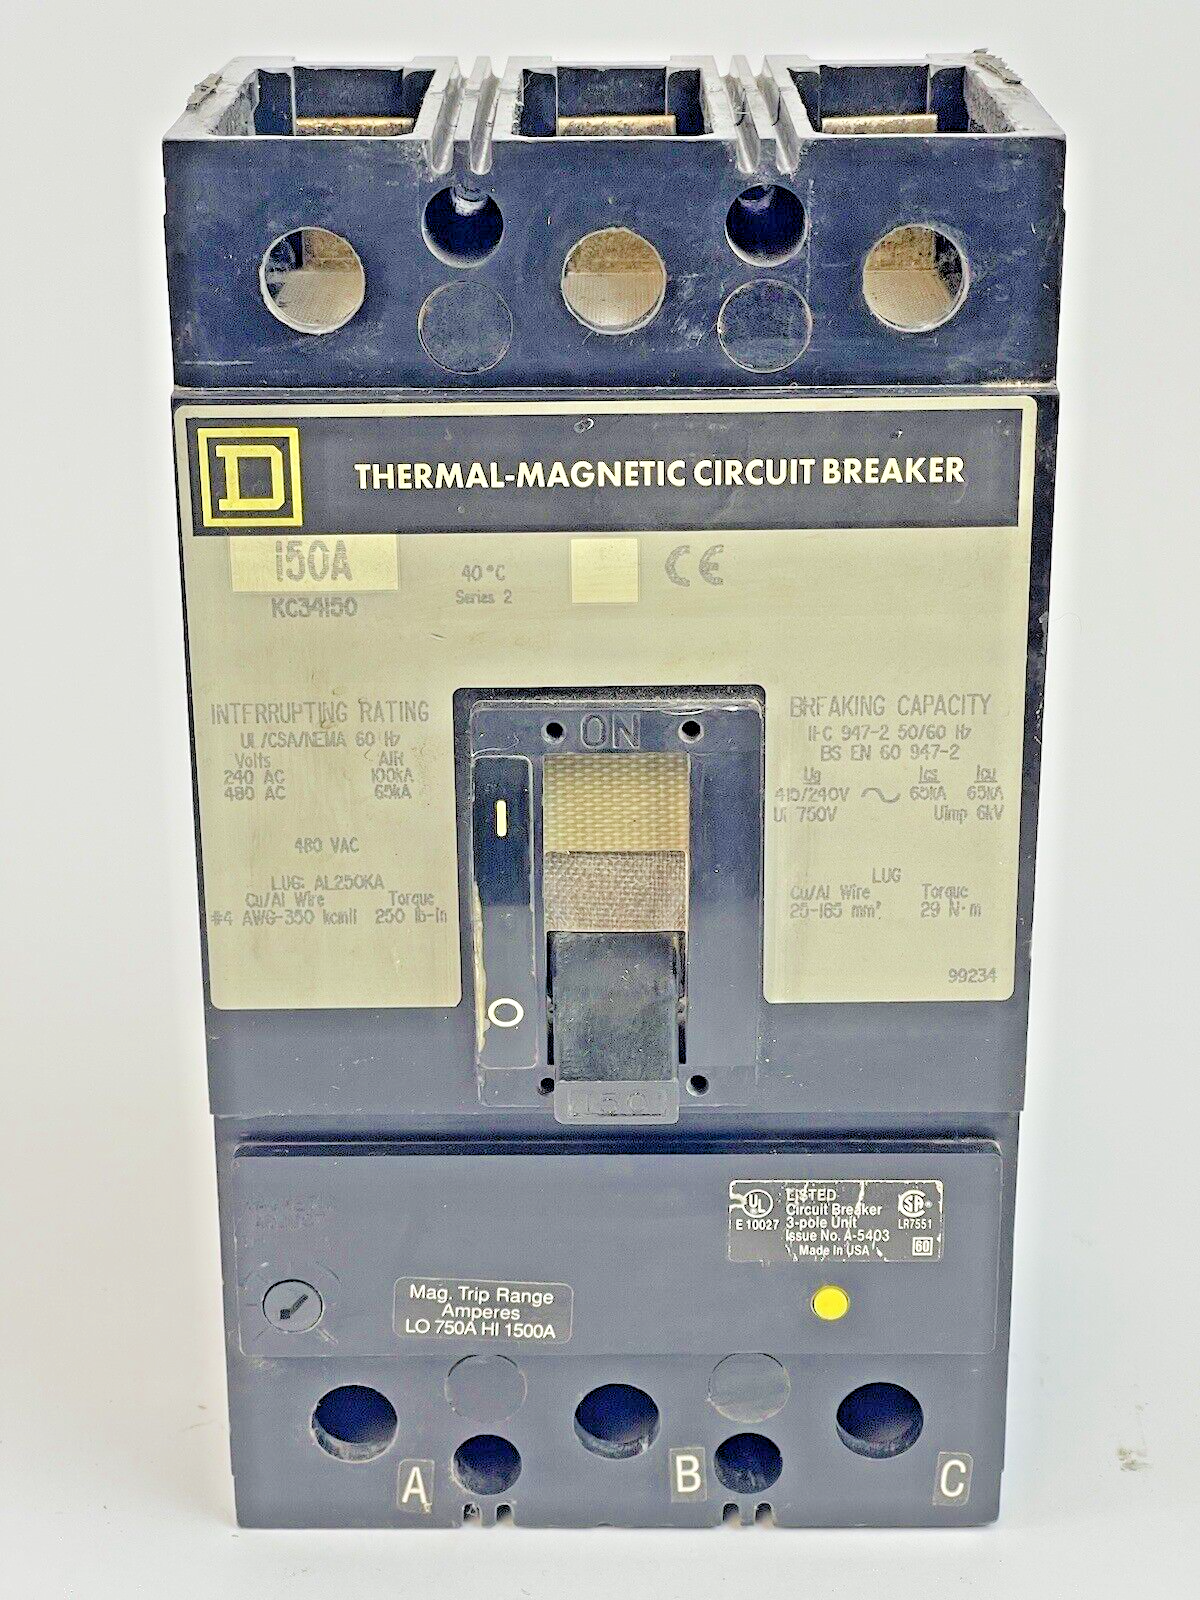 D
THERMAL-MAGNETIC CIRCUIT BREAKER
150A
KC34150
40°C
Series 2
CE
INTERRUPTING RATING
UL/CSA/NEMA 60 Hz
Volts AIR
240 AC 100kA
480 AC 65kA
480 VAC
LUG: AL250KA
Cu/Al Wire Torque
#4 AWG-350 kcmil 250 lb-in
ON
I
O
150
BREAKING CAPACITY
IEC 947-2 50/60 Hz
BS EN 60 947-2
Ue Ics Icu
415/240V 65kA 65kA
Ui 750V Uimp 6kV
LUG
Cu/Al Wire Torque
25-185 mm² 29 N·m
99234
UL LISTED
E 10027
Circuit Breaker
3-pole Unit
Issue No. A-5403
Made in USA
SA®
LR7551
60
Mag. Trip Range
Amperes
LO 750A HI 1500A
A
B
C